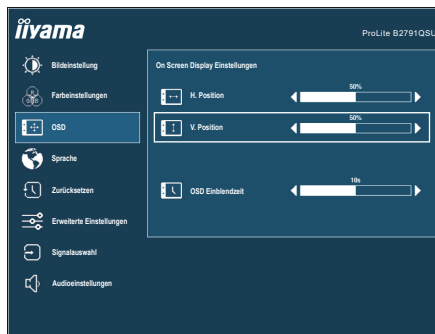 iiyama
ProLite B2791QSU
Bildeinstellung
Farbeinstellungen
OSD
Sprache
Zurücksetzen
Erweiterte Einstellungen
Signalauswahl
Audioeinstellungen
On Screen Display Einstellungen
H. Position
50%
V. Position
50%
OSD Einblendzeit
10s